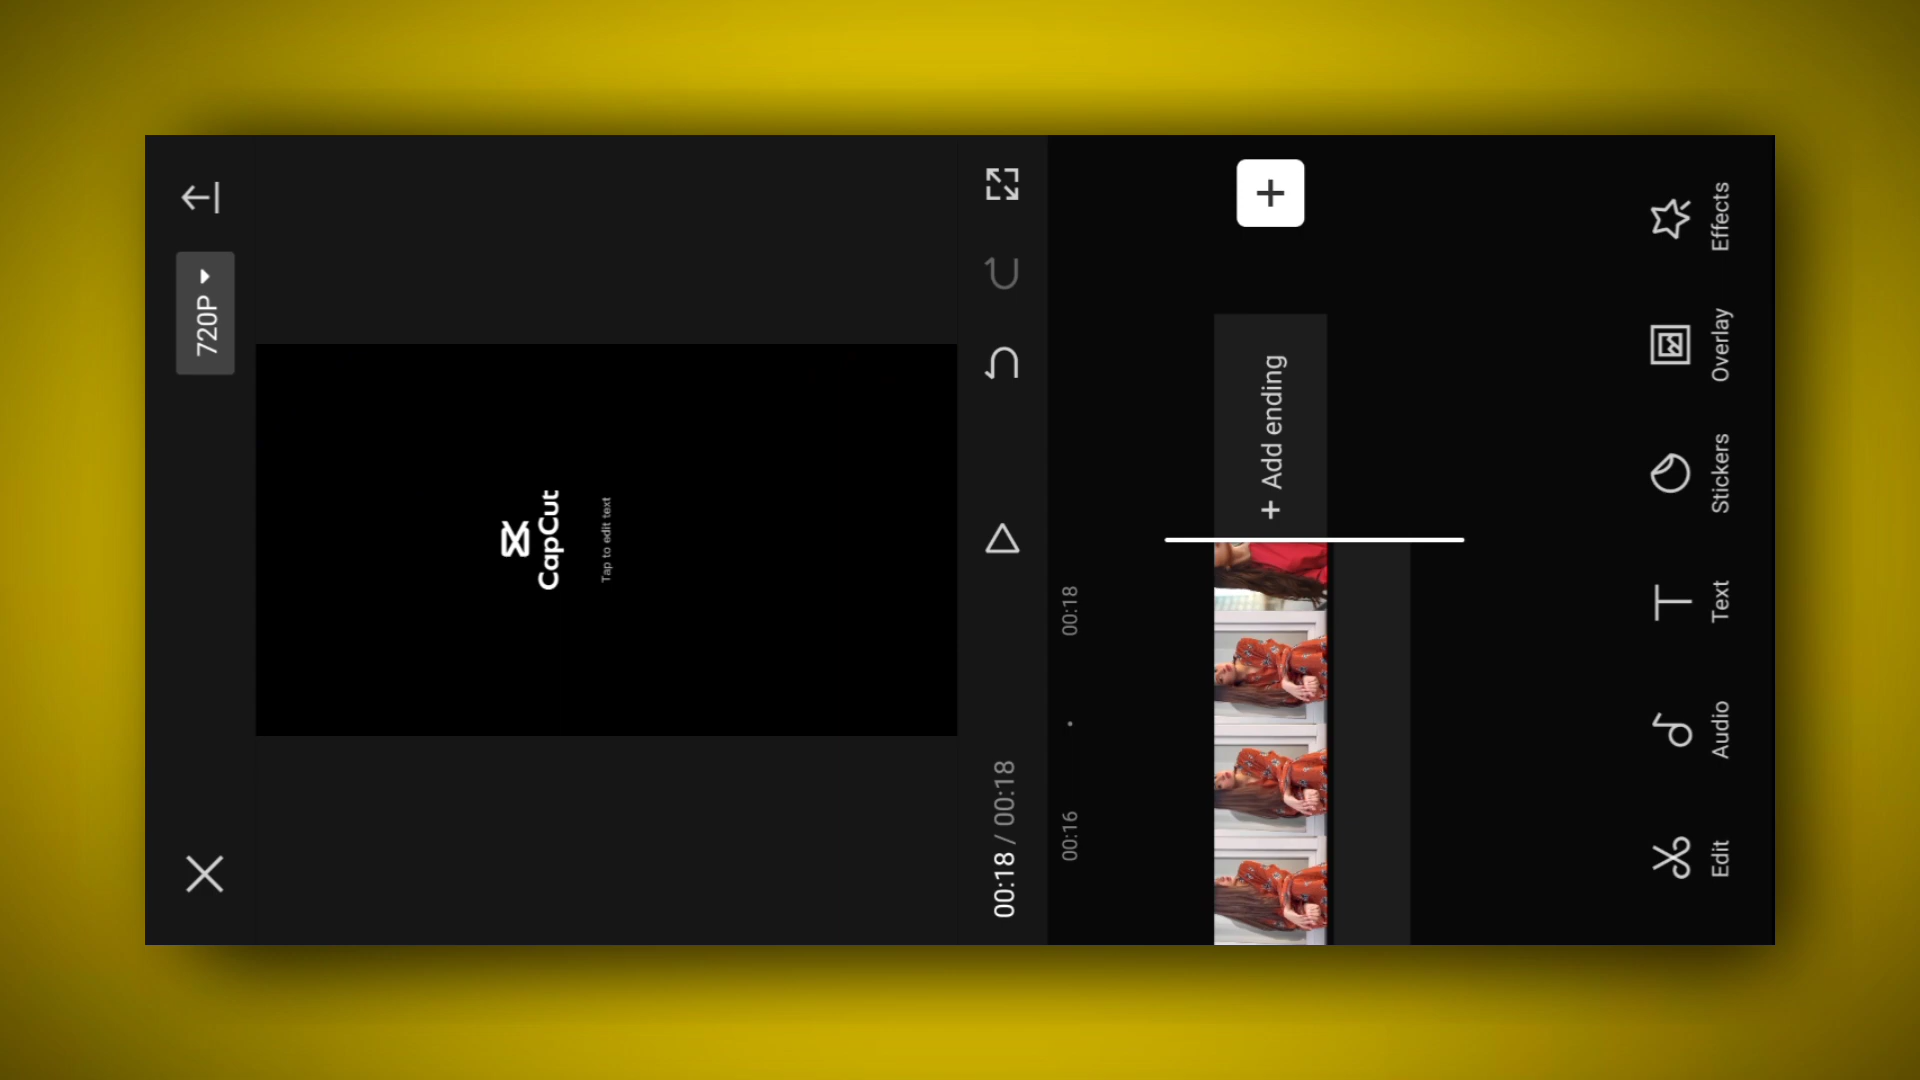 720P
CapCut
Tap to edit text
00:18 / 00:18
00:16
00:18
+ Add ending
Edit
Audio
Text
Stickers
Overlay
Effects